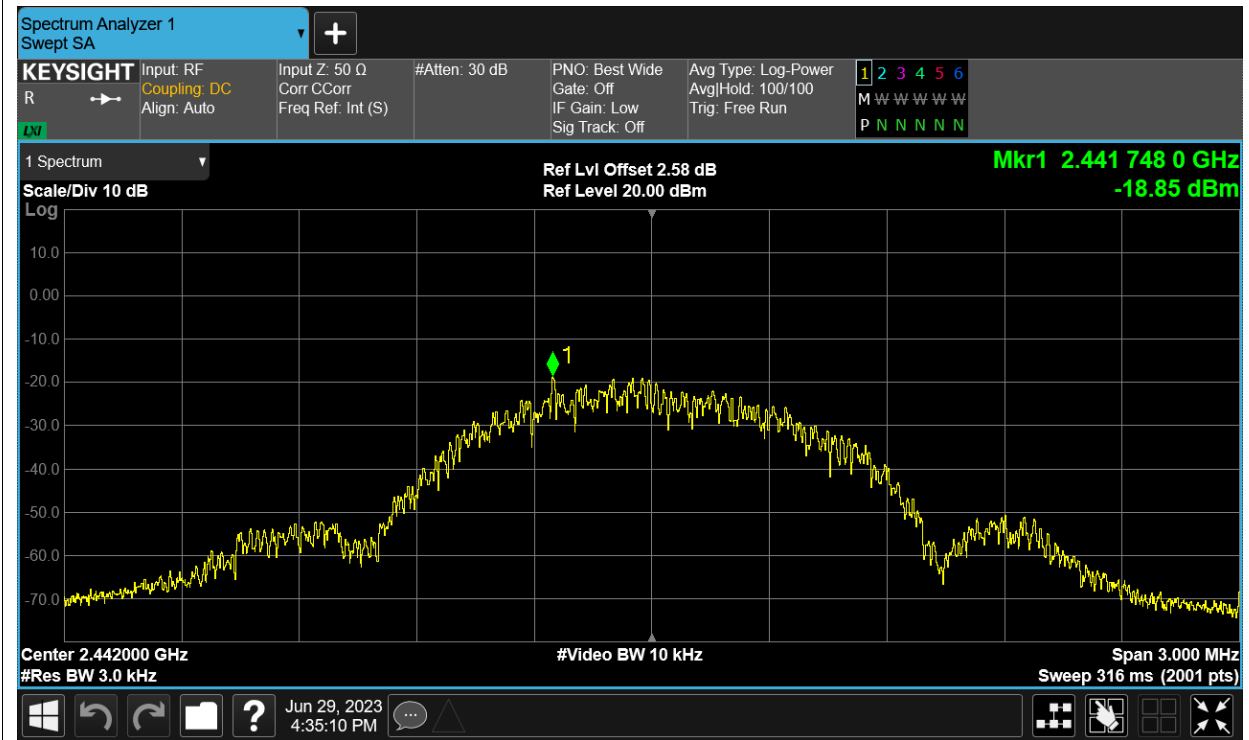 Spectrum Analyzer 1
Swept SA
KEYSIGHT
R
LXI
Input: RF
Coupling: DC
Align: Auto
Input Z: 50 Ω
Corr CCorr
Freq Ref: Int (S)
#Atten: 30 dB
PNO: Best Wide
Gate: Off
IF Gain: Low
Sig Track: Off
Avg Type: Log-Power
Avg|Hold: 100/100
Trig: Free Run
1 2 3 4 5 6
M W W W W W
P N N N N N
1 Spectrum
Scale/Div 10 dB
Ref Lvl Offset 2.58 dB
Ref Level 20.00 dBm
Mkr1 2.441 748 0 GHz
-18.85 dBm
Log
10.0
0.00
-10.0
1
-20.0
-30.0
-40.0
-50.0
-60.0
-70.0
Center 2.442000 GHz
#Res BW 3.0 kHz
#Video BW 10 kHz
Span 3.000 MHz
Sweep 316 ms (2001 pts)
?
Jun 29, 2023
4:35:10 PM